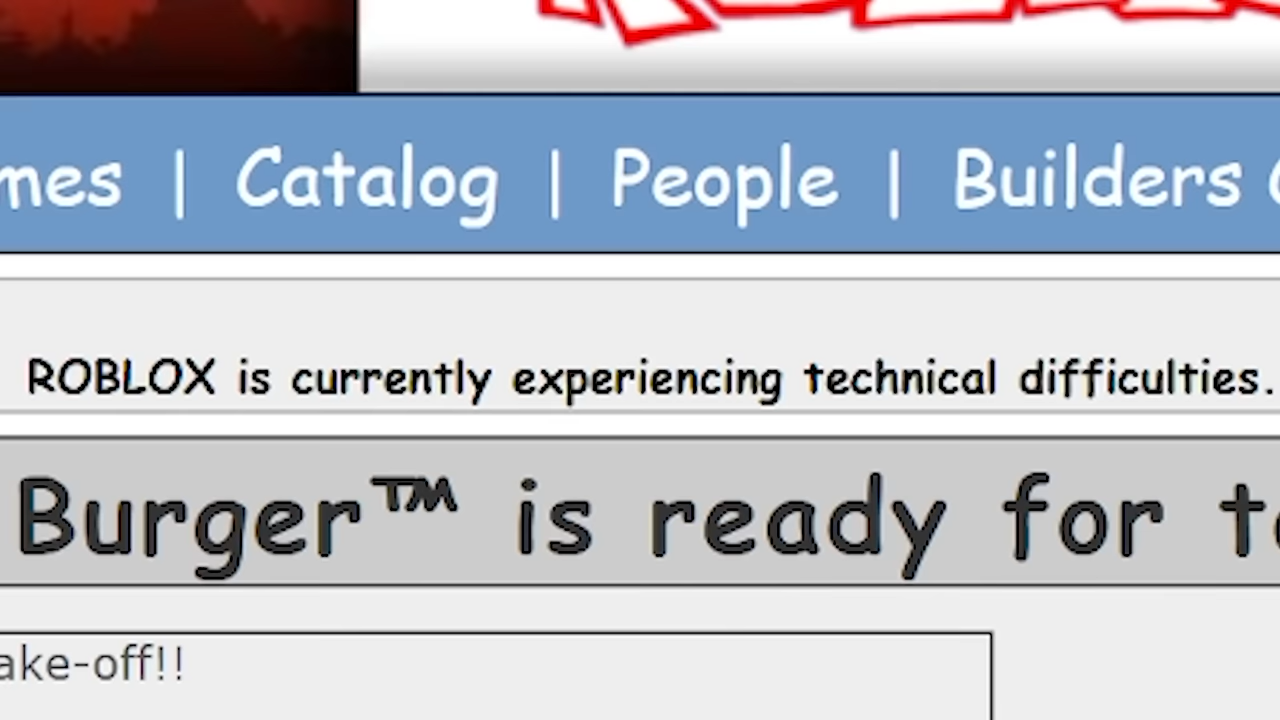 mes | Catalog | People | Builders
ROBLOX is currently experiencing technical difficulties.
Burger™ is ready for t
ake-off!!